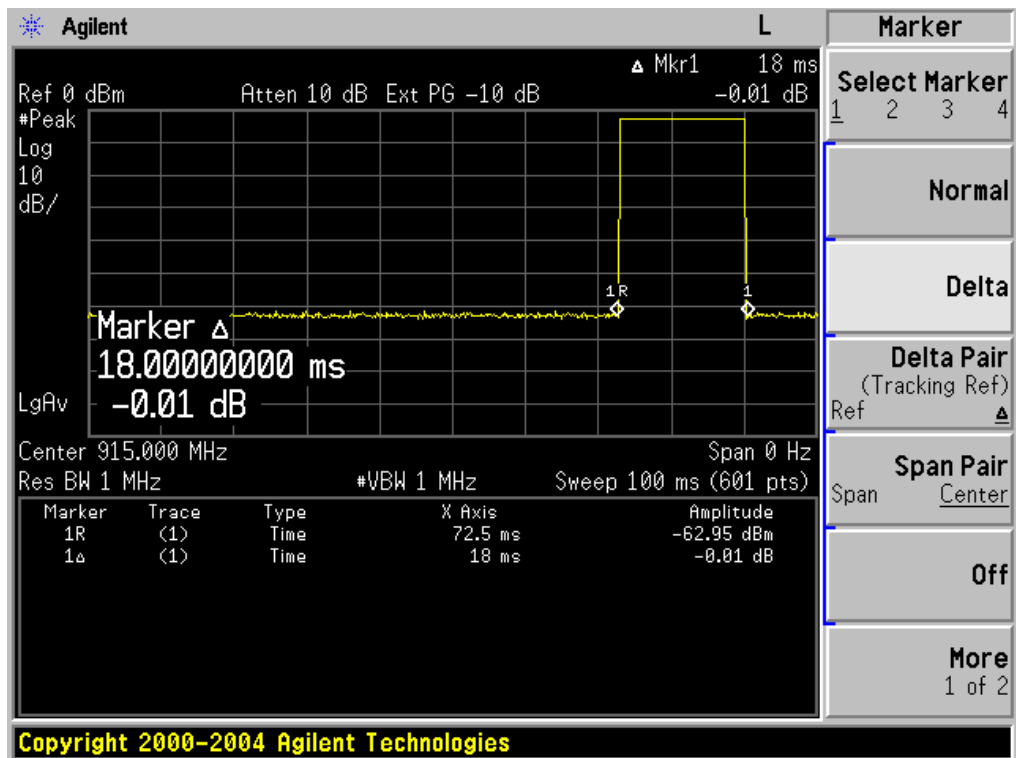 Agilent L
Δ Mkr1 18 ms
Ref 0 dBm Atten 10 dB Ext PG -10 dB -0.01 dB
#Peak
Log
10
dB/
1R 1
Marker Δ
18.00000000 ms
-0.01 dB
LgAv
Center 915.000 MHz Span 0 Hz
Res BW 1 MHz #VBW 1 MHz Sweep 100 ms (601 pts)
Marker Trace Type X Axis Amplitude
1R (1) Time 72.5 ms -62.95 dBm
1Δ (1) Time 18 ms -0.01 dB
Marker
Select Marker
1 2 3 4
Normal
Delta
Delta Pair
(Tracking Ref)
Ref Δ
Span Pair
Span Center
Off
More
1 of 2
Copyright 2000-2004 Agilent Technologies